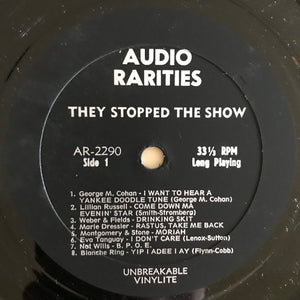 AUDIO
RARITIES
THEY STOPPED THE SHOW
AR-2290 33⅓ RPM
Side 1 Long Playing
1. George M. Cohan - I WANT TO HEAR A
YANKEE DOODLE TUNE (George M. Cohan)
2. Lillian Russell - COME DOWN MA
EVENIN' STAR (Smith-Stromberg)
3. Weber & Fields - DRINKING SKIT
4. Marie Dressler - RASTUS, TAKE ME BACK
5. Montgomery & Stone - MORIAH
6. Eva Tanguay - I DON'T CARE (Lenox-Sutton)
7. Nat Wills - B. P. O. E.
8. Blanche Ring - YIP I ADEE I AY (Flynn-Cobb)
UNBREAKABLE
VINYLITE